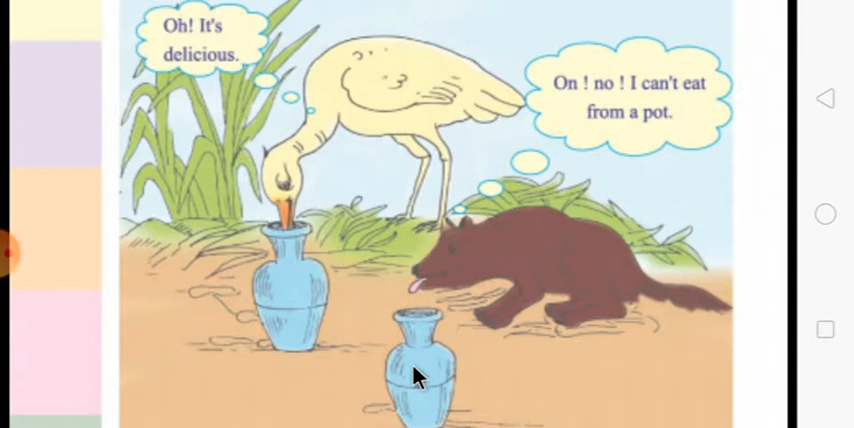 Oh! It's
delicious.
On ! no ! I can't eat
from a pot.